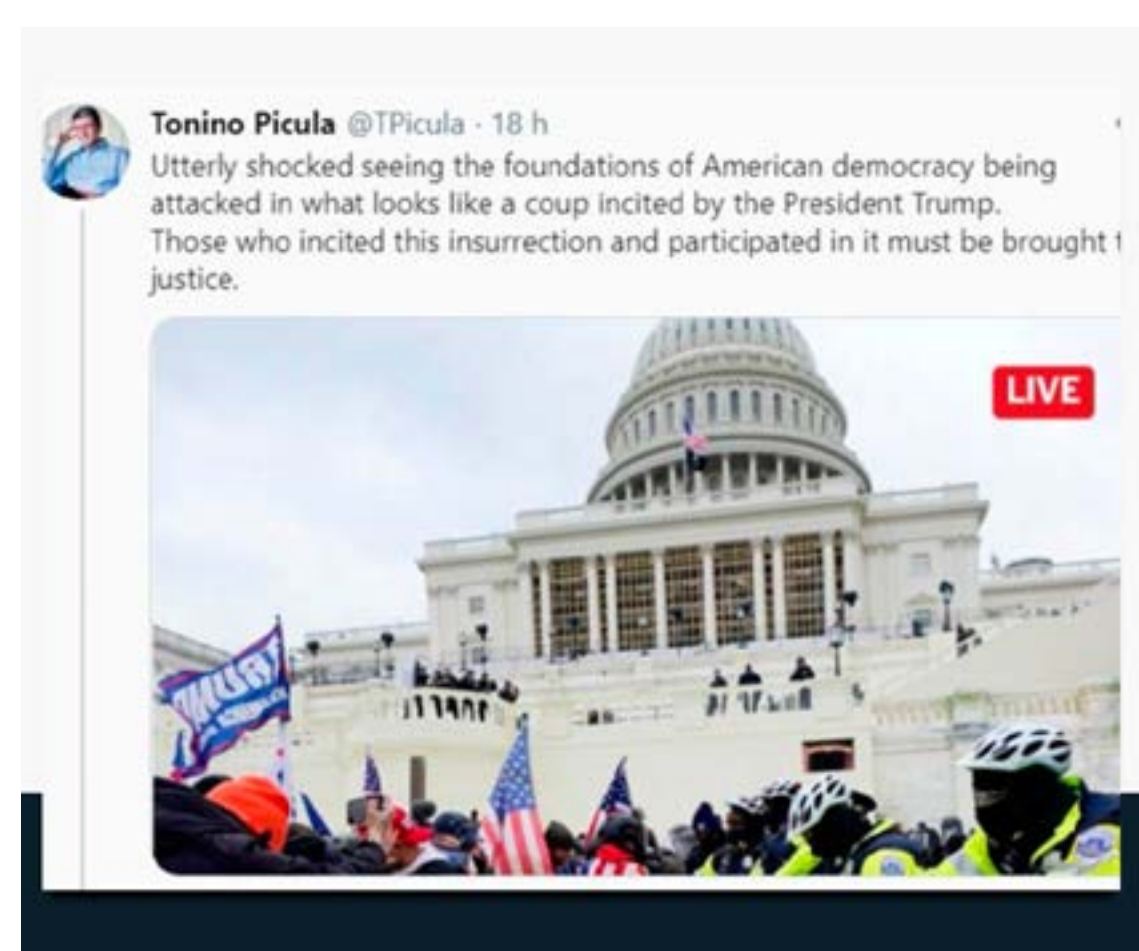 Tonino Picula @TPicula · 18 h
Utterly shocked seeing the foundations of American democracy being
attacked in what looks like a coup incited by the President Trump.
Those who incited this insurrection and participated in it must be brought
justice.
LIVE
TRUMP